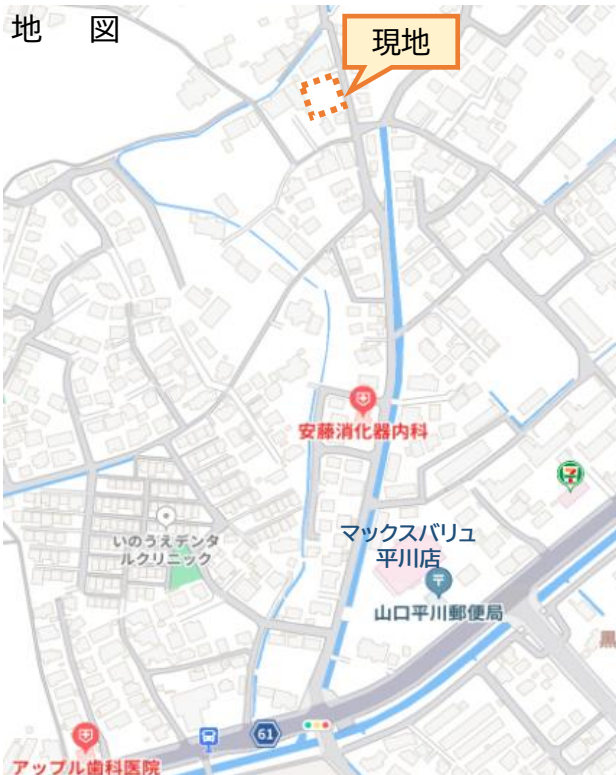 地 図
現地
安藤消化器内科
いのうえデンタ
ルクリニック
マックスバリュ
平川店
山口平川郵便局
黒
61
アップル歯科医院